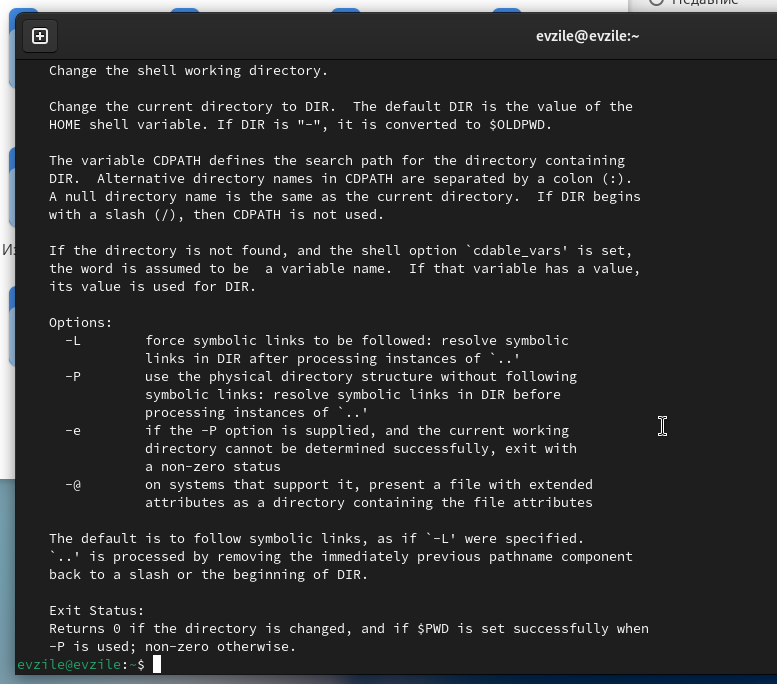 Недавние
evzile@evzile:~
Change the shell working directory.
Change the current directory to DIR.  The default DIR is the value of the
HOME shell variable. If DIR is "-", it is converted to $OLDPWD.
The variable CDPATH defines the search path for the directory containing
DIR.  Alternative directory names in CDPATH are separated by a colon (:).
A null directory name is the same as the current directory.  If DIR begins
with a slash (/), then CDPATH is not used.
If the directory is not found, and the shell option `cdable_vars' is set,
the word is assumed to be  a variable name.  If that variable has a value,
its value is used for DIR.
Options:
-L        force symbolic links to be followed: resolve symbolic
links in DIR after processing instances of `..'
-P        use the physical directory structure without following
symbolic links: resolve symbolic links in DIR before
processing instances of `..'
-e        if the -P option is supplied, and the current working
directory cannot be determined successfully, exit with
a non-zero status
-@        on systems that support it, present a file with extended
attributes as a directory containing the file attributes
The default is to follow symbolic links, as if `-L' were specified.
`..' is processed by removing the immediately previous pathname component
back to a slash or the beginning of DIR.
Exit Status:
Returns 0 if the directory is changed, and if $PWD is set successfully when
-P is used; non-zero otherwise.
evzile@evzile:~$